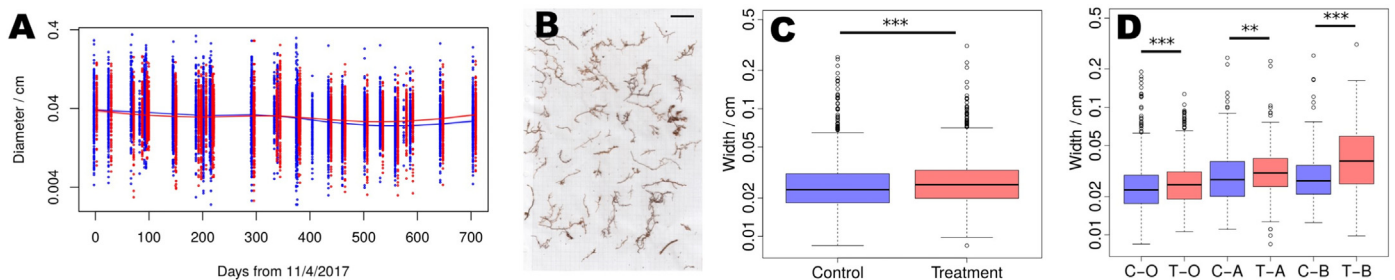 A
0.4
0.04
0.004
Diameter / cm
0 100 200 300 400 500 600 700
Days from 11/4/2017
B
C
***
0.5
0.2
0.1
0.05
0.02
0.01
Width / cm
Control Treatment
D
*** ** ***
0.5
0.2
0.1
0.05
0.02
0.01
Width / cm
C−O T−O C−A T−A C−B T−B